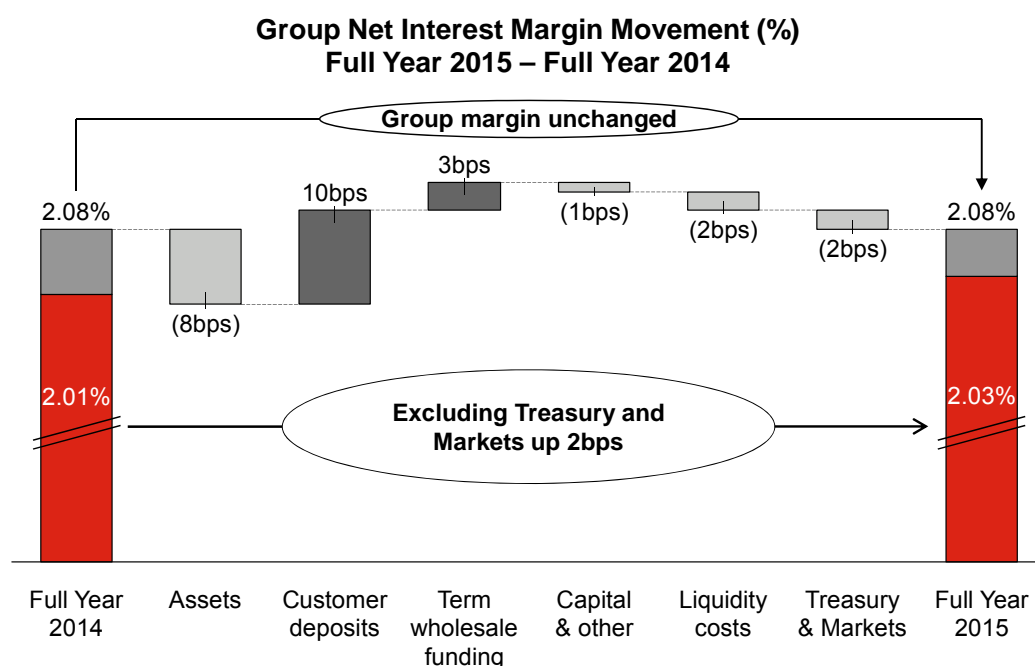 Group Net Interest Margin Movement (%)
Full Year 2015 – Full Year 2014
Group margin unchanged
2.08%
(8bps)
10bps
3bps
(1bps)
(2bps)
(2bps)
2.08%
2.01%
Excluding Treasury and
Markets up 2bps
2.03%
Full Year
2014
Assets
Customer
deposits
Term
wholesale
funding
Capital
& other
Liquidity
costs
Treasury
& Markets
Full Year
2015